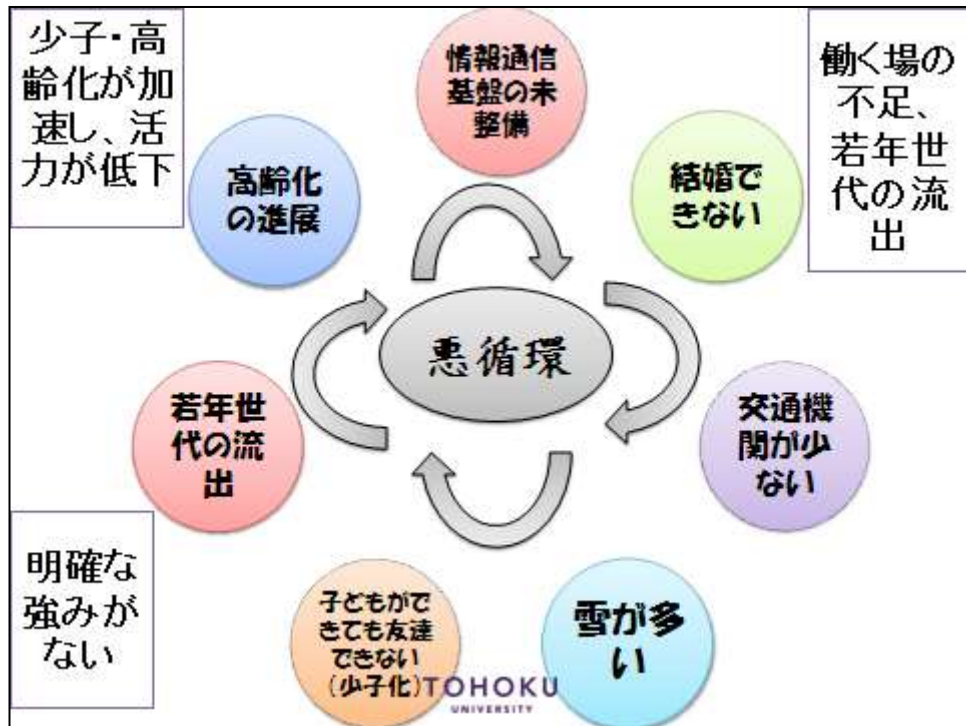 少子・高
齢化が加
速し、活
力が低下
情報通信
基盤の未
整備
働く場の
不足、
若年世
代の流
出
高齢化
の進展
結婚で
きない
悪循環
若年世
代の流
出
交通機
関が少
ない
明確な
強みが
ない
子どもがで
きても友達
できない
(少子化)
雪が多
い
TOHOKU
UNIVERSITY